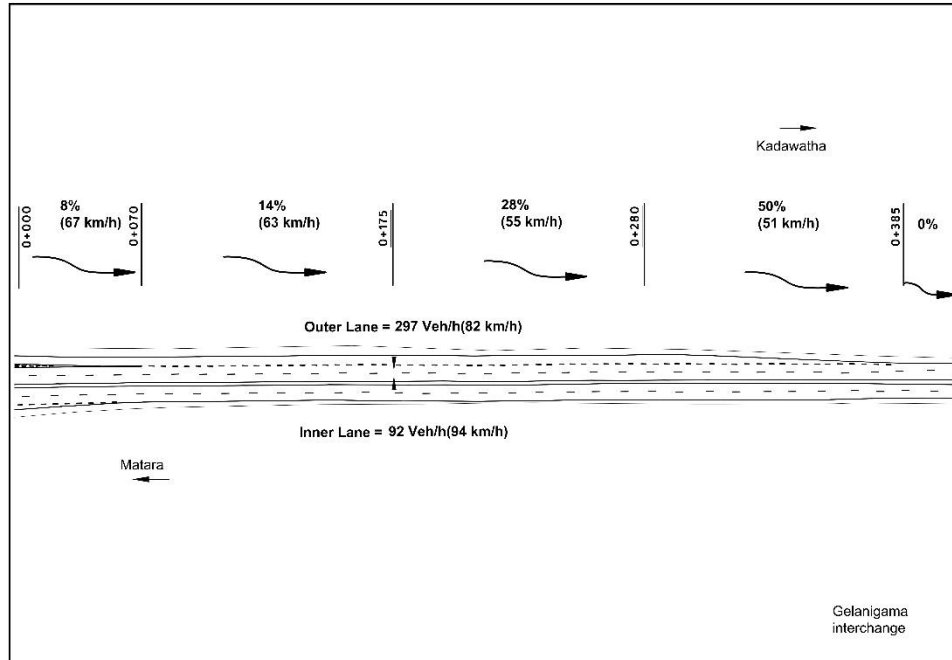 Kadawatha
0+000
8%
(67 km/h)
0+070
14%
(63 km/h)
0+175
28%
(55 km/h)
0+280
50%
(51 km/h)
0+385
0%
Outer Lane = 297 Veh/h(82 km/h)
Inner Lane = 92 Veh/h(94 km/h)
Matara
Gelanigama
interchange